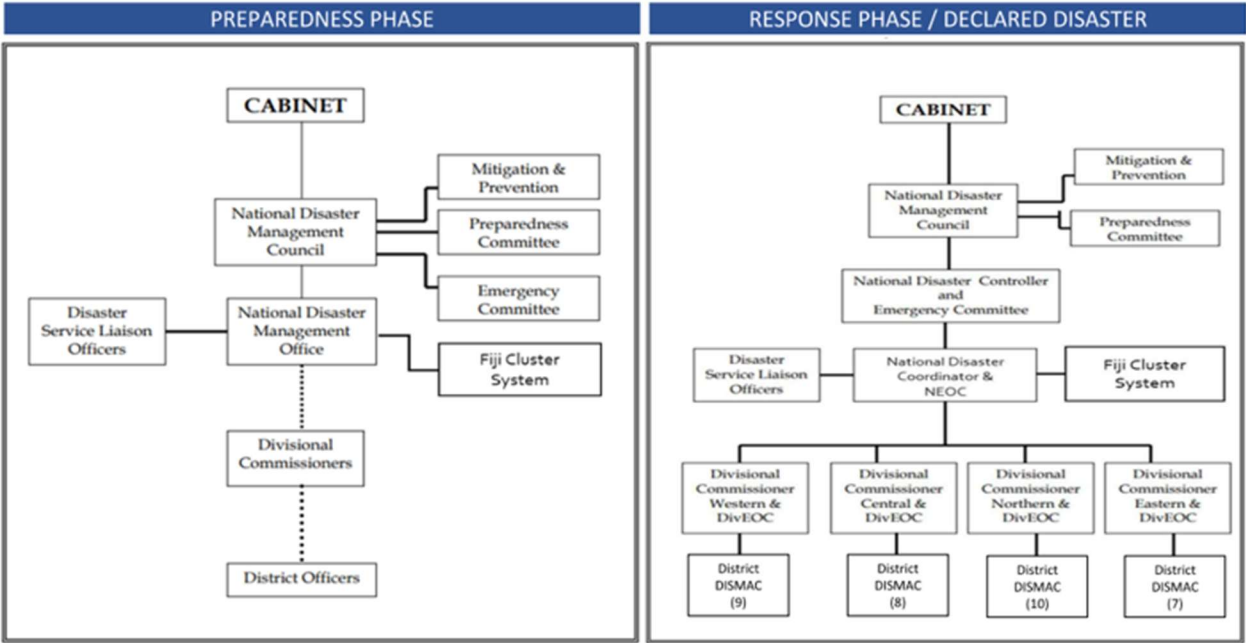 PREPAREDNESS PHASE
CABINET
Mitigation &
Prevention
National Disaster
Management
Council
Preparedness
Committee
Emergency
Committee
Disaster
Service Liaison
Officers
National Disaster
Management
Office
Fiji Cluster
System
Divisional
Commissioners
District Officers
RESPONSE PHASE / DECLARED DISASTER
CABINET
Mitigation &
Prevention
National Disaster
Management
Council
Preparedness
Committee
National Disaster Controller
and
Emergency Committee
Disaster
Service Liaison
Officers
National Disaster
Coordinator &
NEOC
Fiji Cluster
System
Divisional
Commissioner
Western &
DivEOC
Divisional
Commissioner
Central &
DivEOC
Divisional
Commissioner
Northern &
DivEOC
Divisional
Commissioner
Eastern &
DivEOC
District
DISMAC
(9)
District
DISMAC
(8)
District
DISMAC
(10)
District
DISMAC
(7)